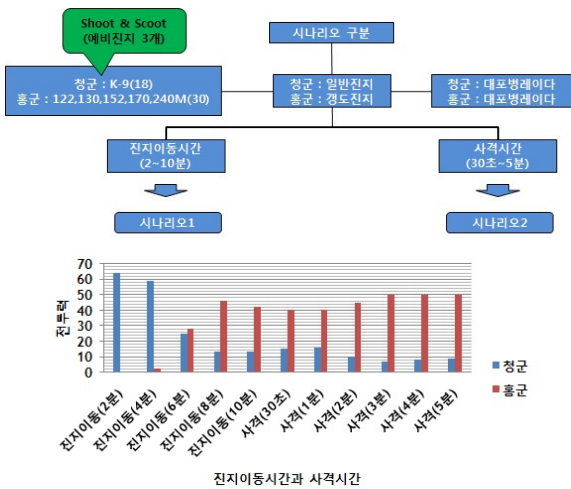 Shoot & Scoot
(예비진지 3개)
시나리오 구분
청군 : K-9(18)
홍군 : 122,130,152,170,240M(30)
청군 : 일반진지
홍군 : 갱도진지
청군 : 대포병레이다
홍군 : 대포병레이다
진지이동시간
(2~10분)
사격시간
(30초~5분)
시나리오1
시나리오2
전투력
70
60
50
40
30
20
10
0
진지이동(2분)
진지이동(4분)
진지이동(6분)
진지이동(8분)
진지이동(10분)
사격(30초)
사격(1분)
사격(2분)
사격(3분)
사격(4분)
사격(5분)
청군
홍군
진지이동시간과 사격시간